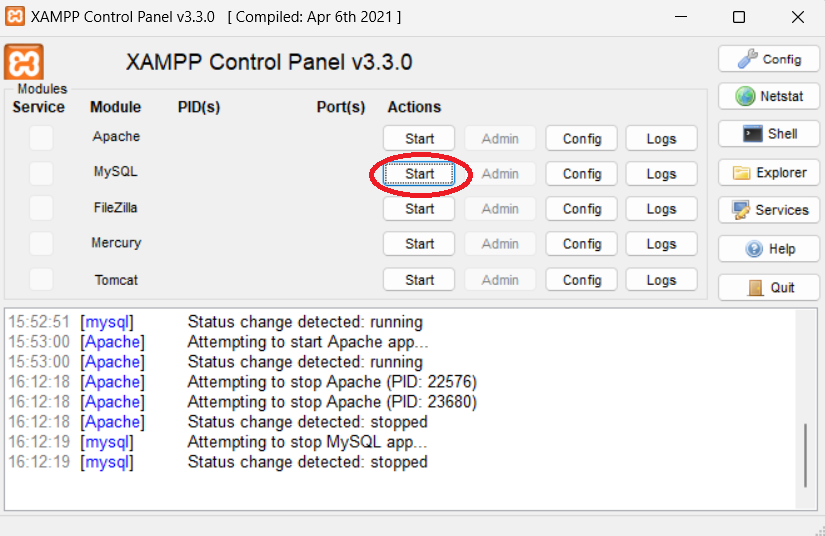 XAMPP Control Panel v3.3.0 [ Compiled: Apr 6th 2021 ]
XAMPP Control Panel v3.3.0
Config
Modules
Service Module PID(s) Port(s) Actions
Netstat
Apache Start Admin Config Logs
Shell
MySQL Start Admin Config Logs
Explorer
FileZilla Start Admin Config Logs
Services
Mercury Start Admin Config Logs
Help
Tomcat Start Admin Config Logs
Quit
15:52:51 [mysql] Status change detected: running
15:53:00 [Apache] Attempting to start Apache app...
15:53:00 [Apache] Status change detected: running
16:12:18 [Apache] Attempting to stop Apache (PID: 22576)
16:12:18 [Apache] Attempting to stop Apache (PID: 23680)
16:12:18 [Apache] Status change detected: stopped
16:12:19 [mysql] Attempting to stop MySQL app...
16:12:19 [mysql] Status change detected: stopped